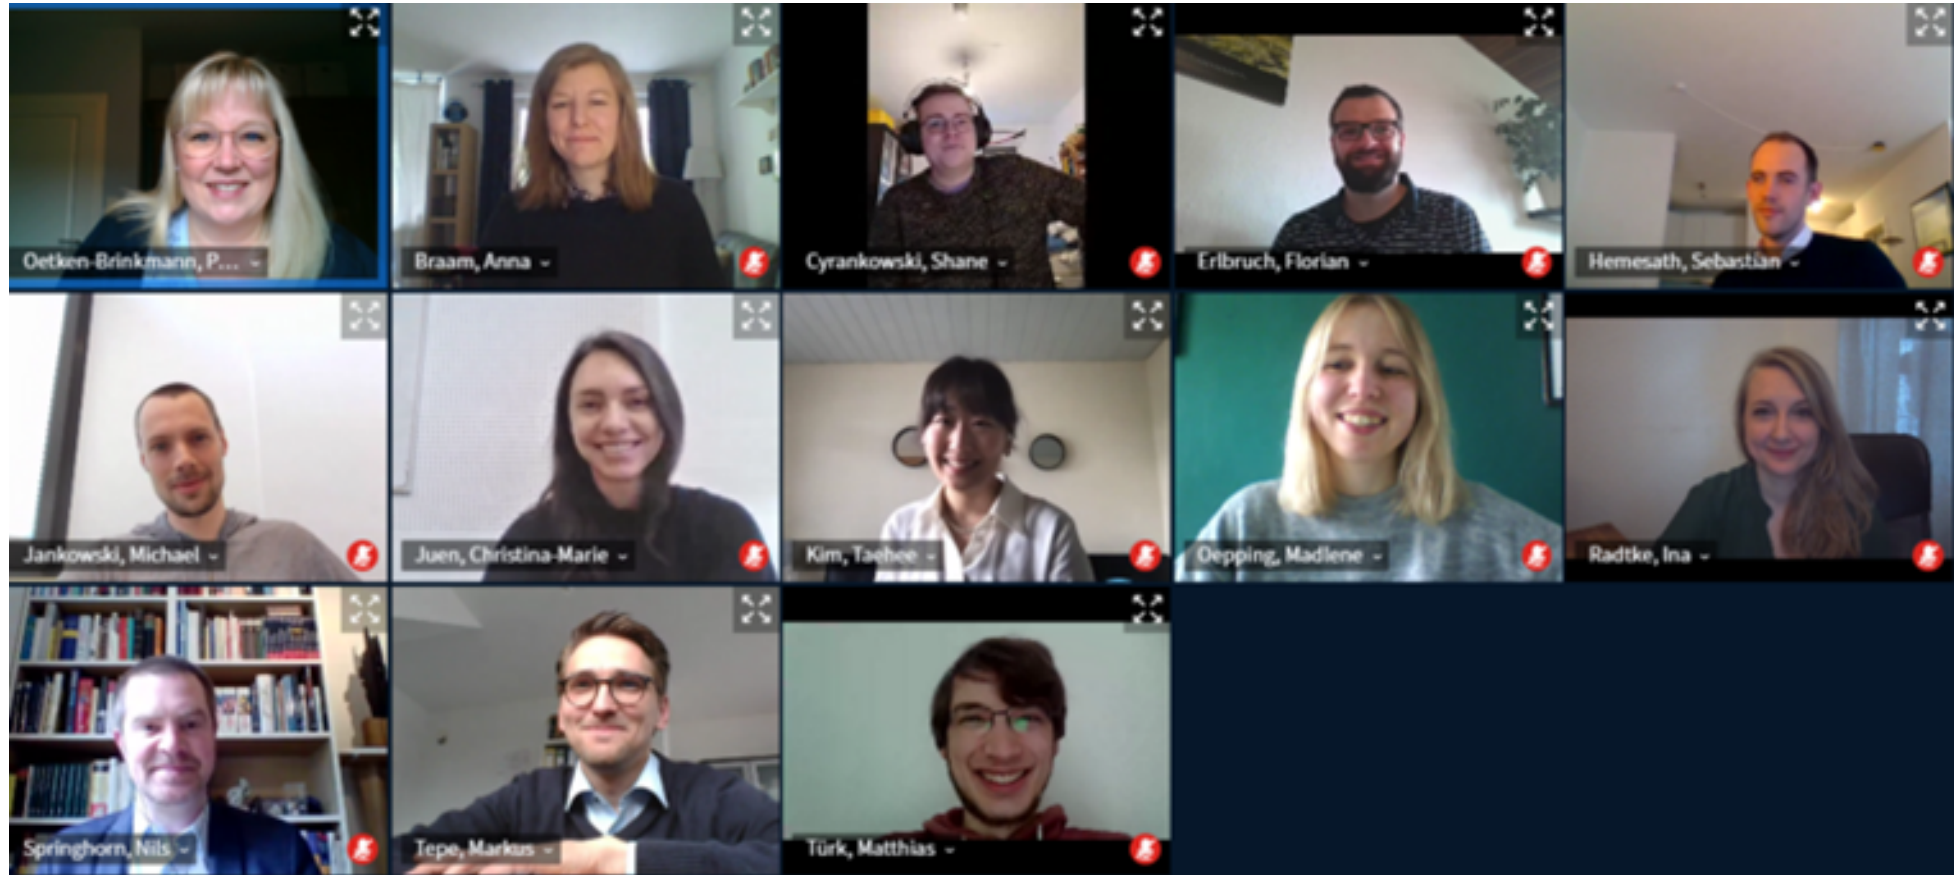 Oetken-Brinkmann, P...
Braam, Anna
Cyrankowski, Shane
Erlbruch, Florian
Hemesath, Sebastian
Jankowski, Michael
Juen, Christina-Marie
Kim, Taehee
Oepping, Madlene
Radtke, Ina
Springhorn, Nils
Tepe, Markus
Türk, Matthias